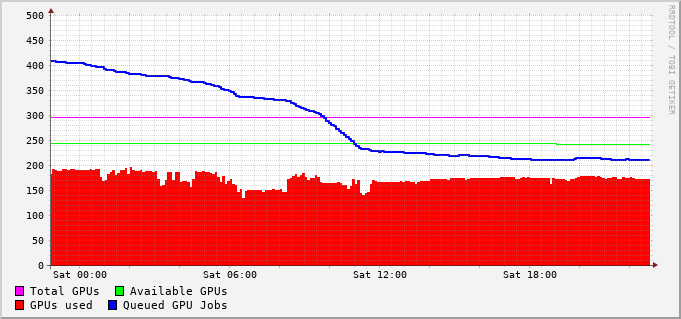 500
450
400
350
300
250
200
150
100
50
0
Sat 00:00 Sat 06:00 Sat 12:00 Sat 18:00
Total GPUs Available GPUs
GPUs used Queued GPU Jobs
RRDTOOL / TOBI OETIKER